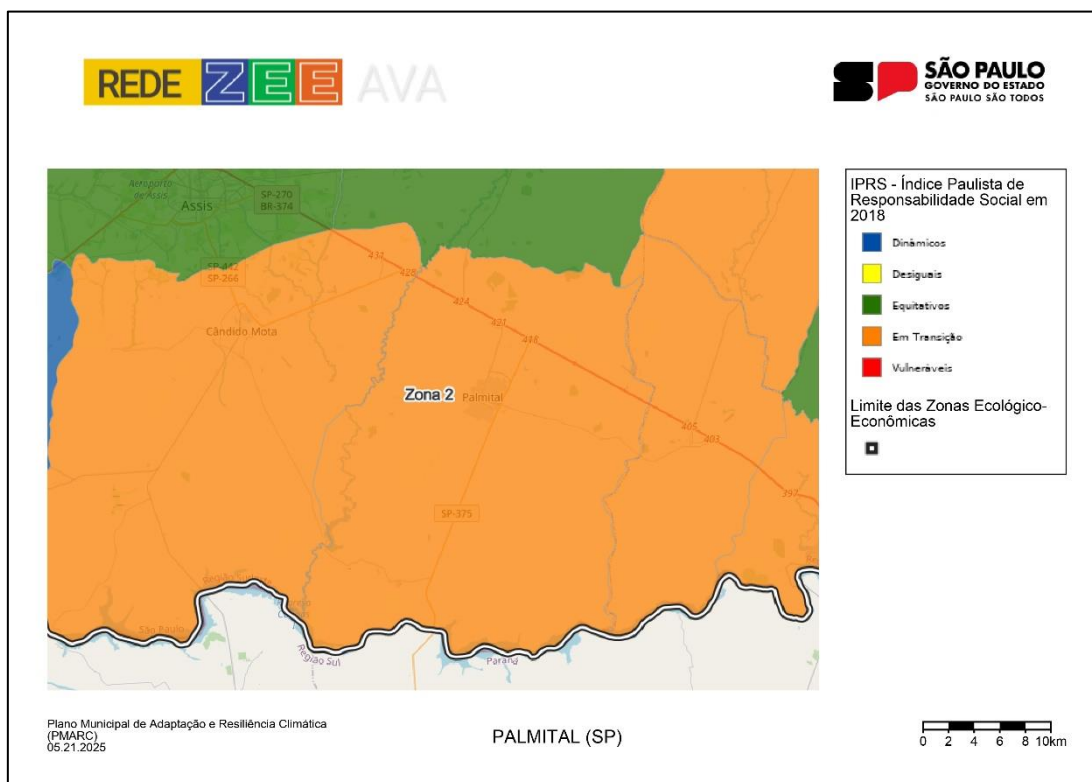 REDE ZEE AVA
SÃO PAULO
GOVERNO DO ESTADO
SÃO PAULO SÃO TODOS
Aeroporto
de Assis
Assis
SP-270
BR-374
431
428
424
421
418
SP-442
SP-266
Cândido Mota
Zona 2
Palmital
405
403
397
SP-375
São Paulo
Região Sul
Paraná
IPRS - Índice Paulista de
Responsabilidade Social em
2018
Dinâmicos
Desiguais
Equitativos
Em Transição
Vulneráveis
Limite das Zonas Ecológico-
Econômicas
Plano Municipal de Adaptação e Resiliência Climática
(PMARC)
05.21.2025
PALMITAL (SP)
0 2 4 6 8 10km